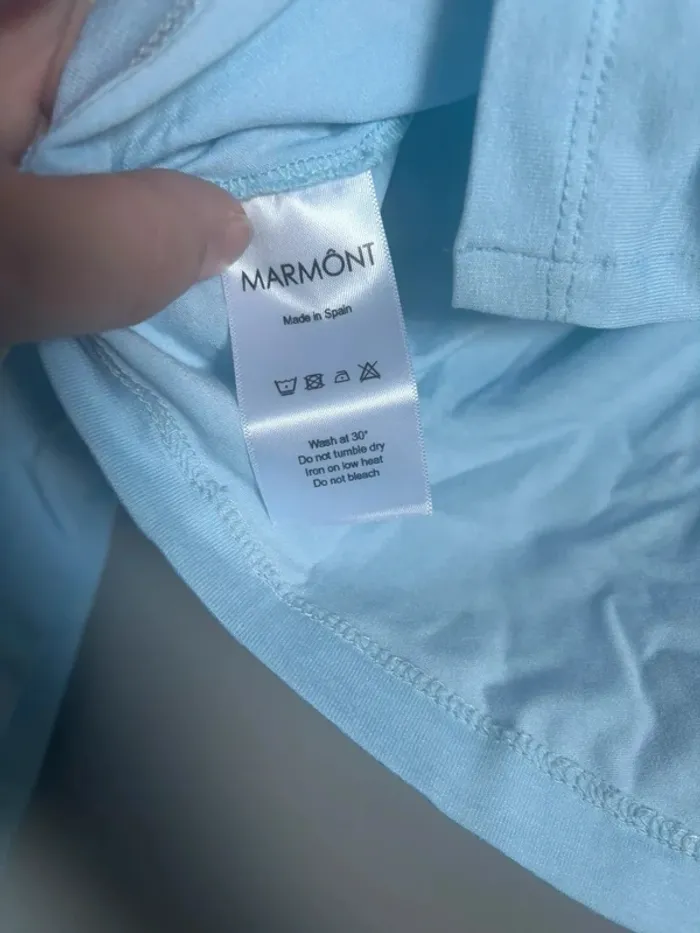 MARMÔNT
Made in Spain
Wash at 30°
Do not tumble dry
Iron on low heat
Do not bleach